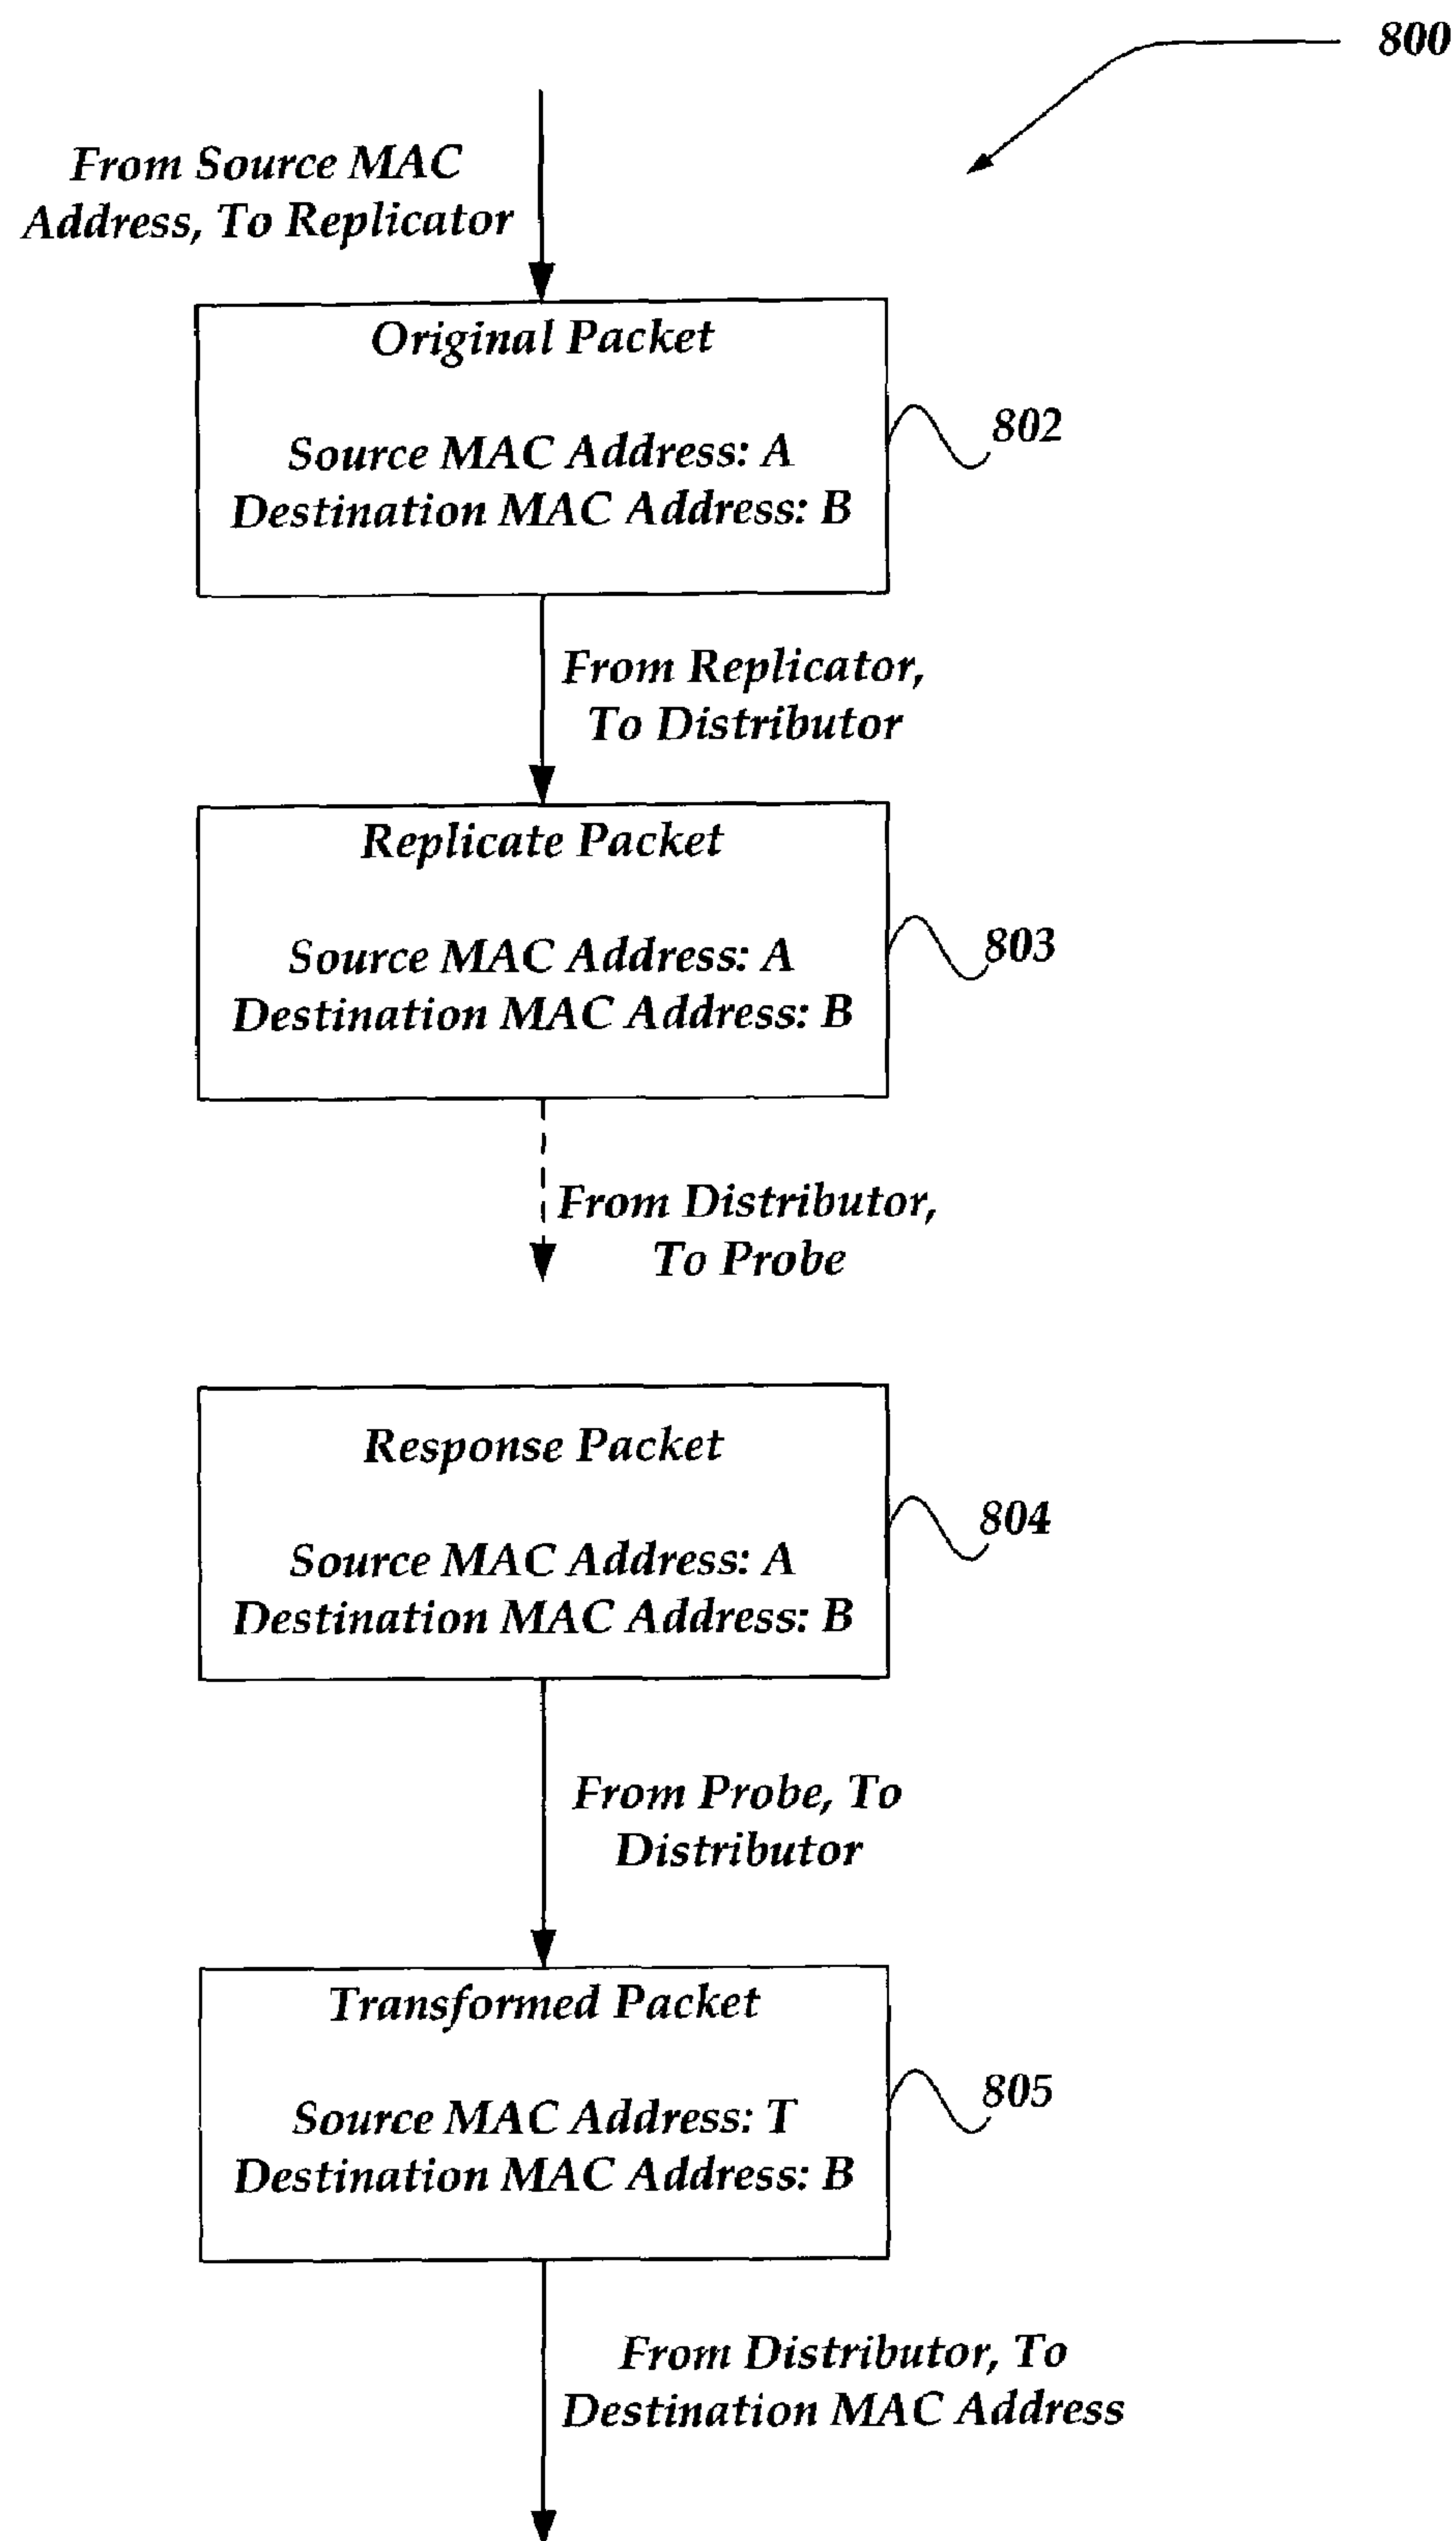 800
From Source MAC
Address, To Replicator
Original Packet
Source MAC Address: A
Destination MAC Address: B
802
From Replicator,
To Distributor
Replicate Packet
Source MAC Address: A
Destination MAC Address: B
803
From Distributor,
To Probe
Response Packet
Source MAC Address: A
Destination MAC Address: B
804
From Probe, To
Distributor
Transformed Packet
Source MAC Address: T
Destination MAC Address: B
805
From Distributor, To
Destination MAC Address